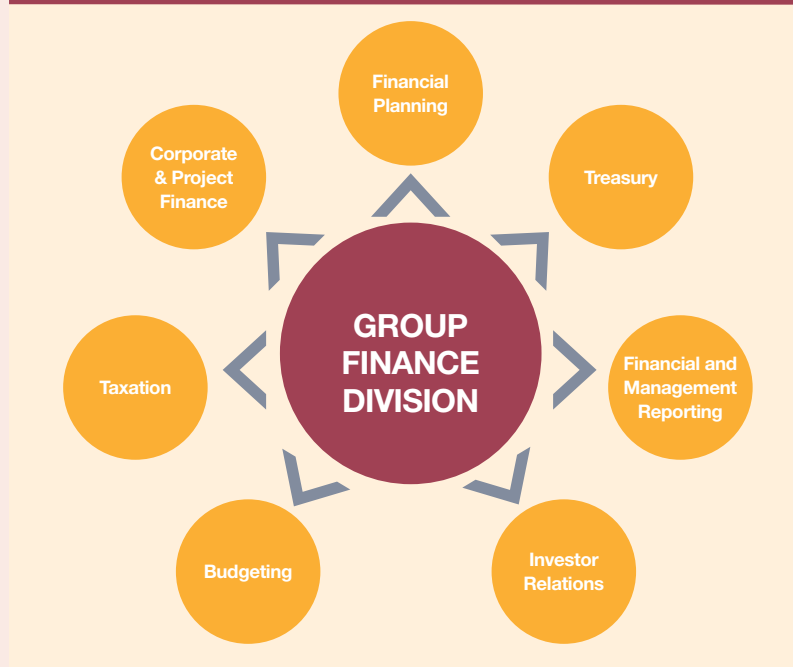 Financial
Planning
Corporate
& Project
Finance
Treasury
GROUP
FINANCE
DIVISION
Taxation
Financial and
Management
Reporting
Budgeting
Investor
Relations